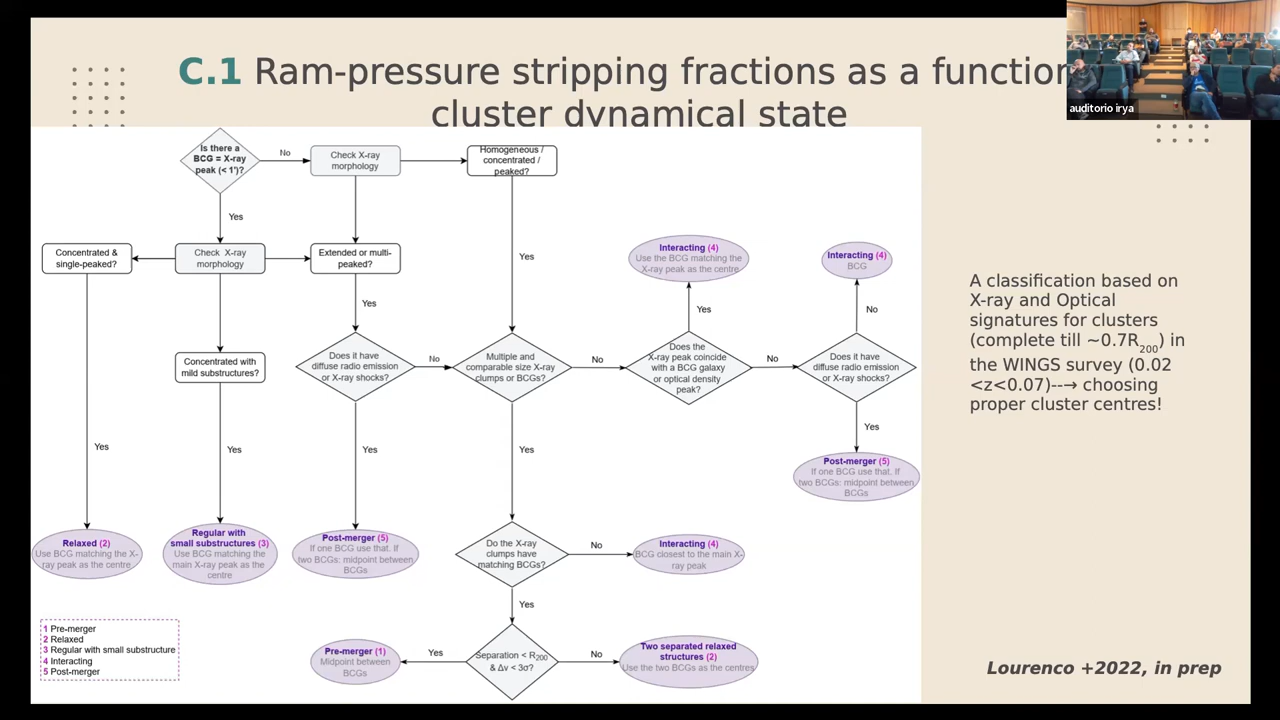 C.1 Ram-pressure stripping fractions as a function
cluster dynamical state
auditorio irya
Is there a
BCG = X-ray
peak (< 1')?
No
Check X-ray
morphology
Homogeneous /
concentrated /
peaked?
Yes
Concentrated &
single-peaked?
Check X-ray
morphology
Extended or multi-
peaked?
Yes
Interacting (4)
Use the BCG matching the
X-ray peak as the centre
Interacting (4)
BCG
Yes
Yes
No
Concentrated with
mild substructures?
Does it have
diffuse radio emission
or X-ray shocks?
No
Multiple and
comparable size X-ray
clumps or BCGs?
No
Does the
X-ray peak coincide
with a BCG galaxy
or optical density
peak?
No
Does it have
diffuse radio emission
or X-ray shocks?
Yes
Yes
Yes
Yes
Yes
Post-merger (5)
If one BCG use that. If
two BCGs: midpoint between
BCGs
Relaxed (2)
Use BCG matching the X-
ray peak as the centre
Regular with
small substructures (3)
Use BCG matching the
main X-ray peak as the
centre
Post-merger (5)
If one BCG use that. If
two BCGs: midpoint between
BCGs
Do the X-ray
clumps have
matching BCGs?
No
Interacting (4)
BCG closest to the main X-
ray peak
Yes
1 Pre-merger
2 Relaxed
3 Regular with small substructure
4 Interacting
5 Post-merger
Pre-merger (1)
Midpoint between
BCGs
Yes
Separation < R200
& Δv < 3σ?
No
Two separated relaxed
structures (2)
Use the two BCGs as the centres
A classification based on
X-ray and Optical
signatures for clusters
(complete till ~0.7R200) in
the WINGS survey (0.02
<z<0.07)--→ choosing
proper cluster centres!
Lourenco +2022, in prep